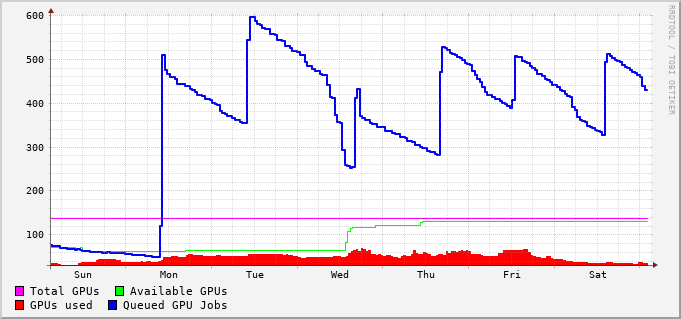 600
500
400
300
200
100
Sun Mon Tue Wed Thu Fri Sat
RRDTOOL / TOBI OETIKER
Total GPUs Available GPUs
GPUs used Queued GPU Jobs